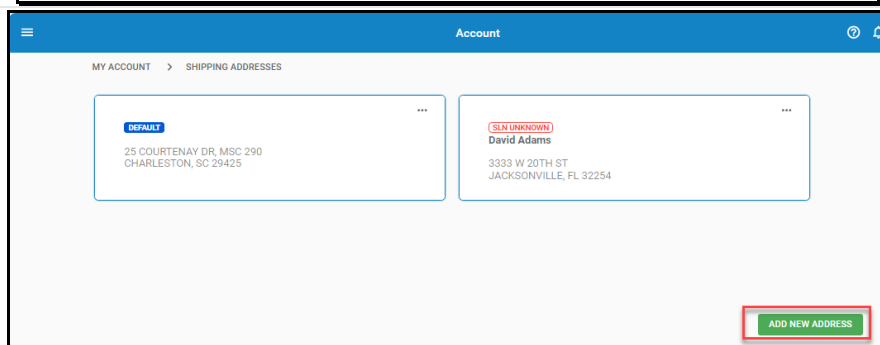 Account
MY ACCOUNT > SHIPPING ADDRESSES
DEFAULT
25 COURTENAY DR, MSC 290
CHARLESTON, SC 29425
SLN UNKNOWN
David Adams
3333 W 20TH ST
JACKSONVILLE, FL 32254
ADD NEW ADDRESS